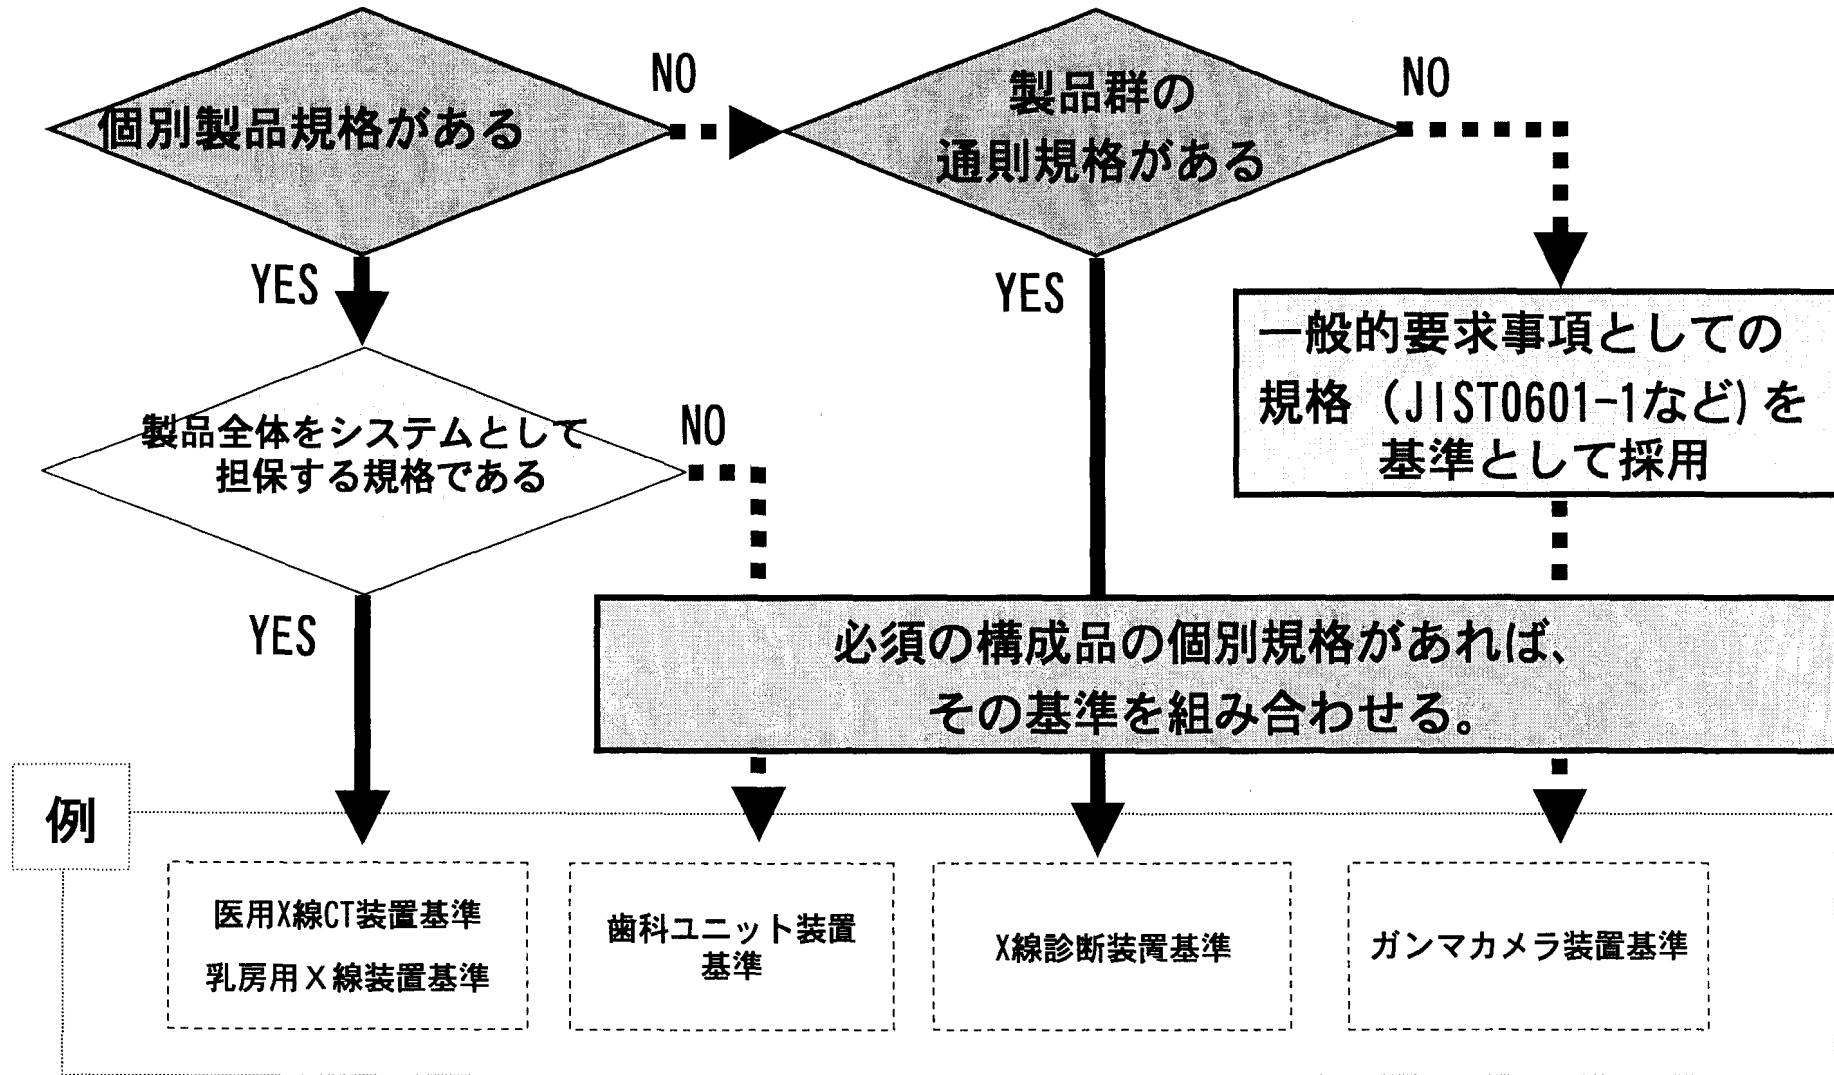 個別製品規格がある
NO
製品群の
通則規格がある
NO
YES
YES
一般的要求事項としての
規格（JIST0601-1など）を
基準として採用
製品全体をシステムとして
担保する規格である
NO
YES
必須の構成品の個別規格があれば、
その基準を組み合わせる。
例
医用X線CT装置基準
乳房用X線装置基準
歯科ユニット装置
基準
X線診断装置基準
ガンマカメラ装置基準